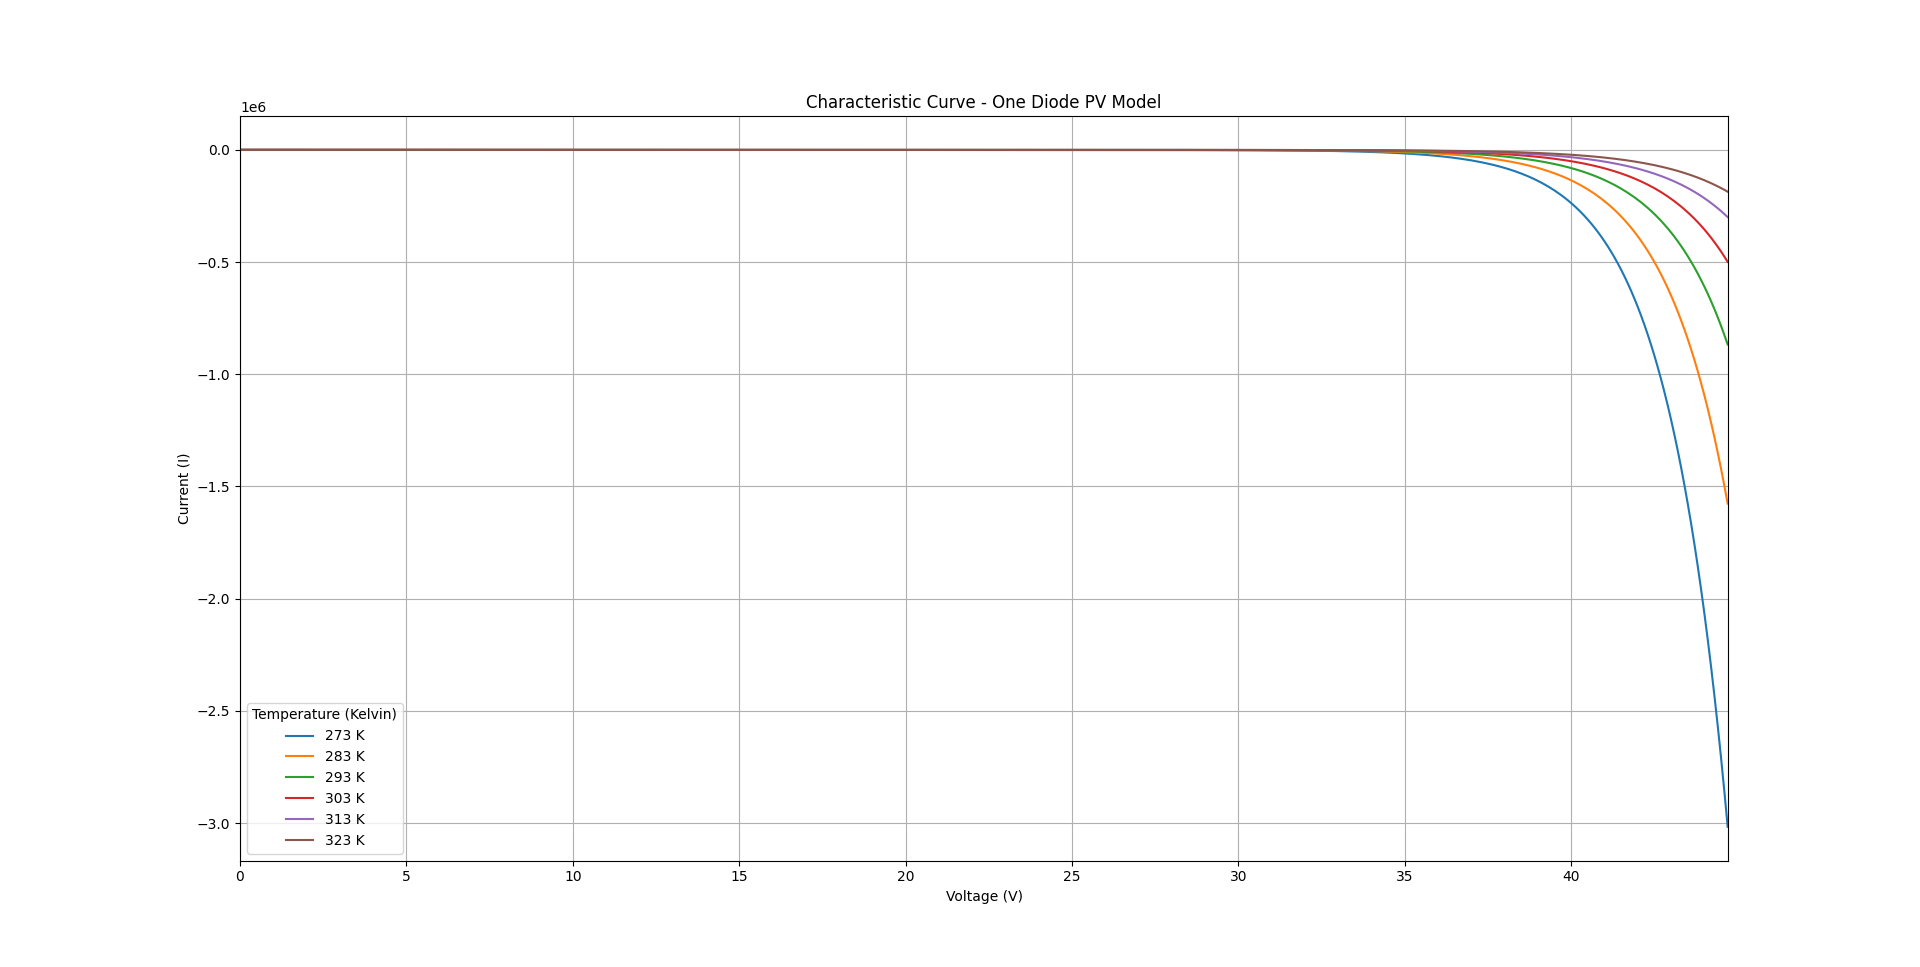 Characteristic Curve - One Diode PV Model
1e6
0.0
−0.5
−1.0
−1.5
−2.0
−2.5
−3.0
Current (I)
Temperature (Kelvin)
273 K
283 K
293 K
303 K
313 K
323 K
0 5 10 15 20 25 30 35 40
Voltage (V)